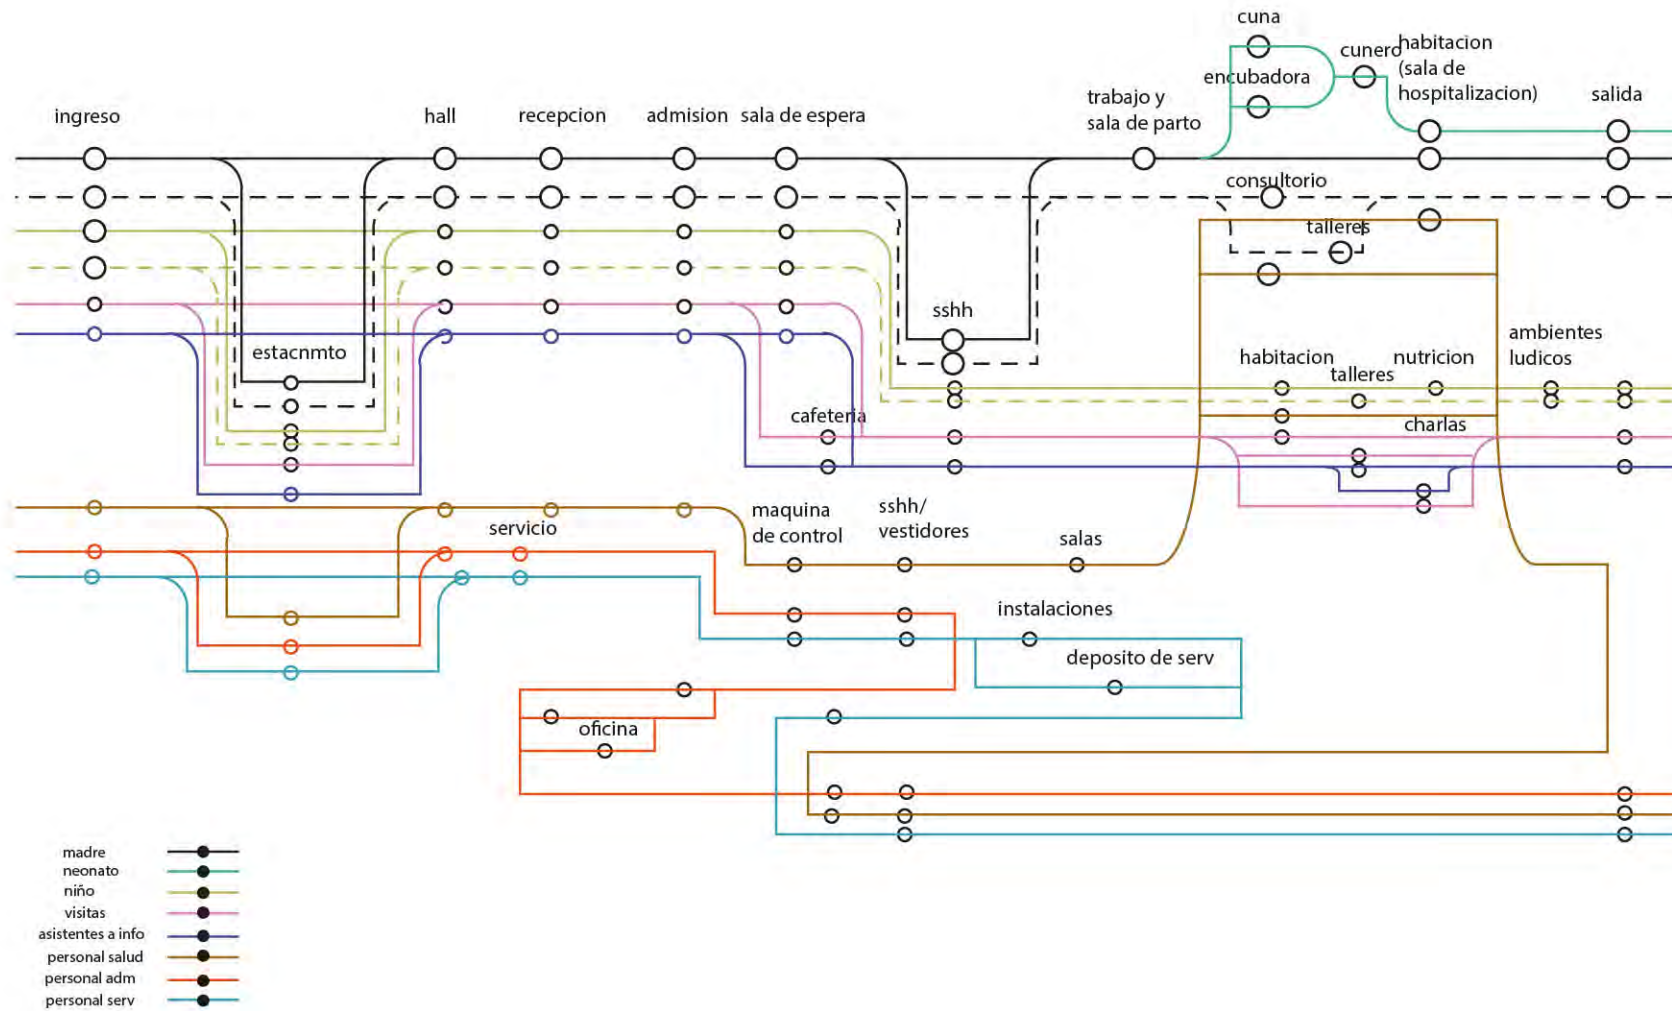 cuna
cunero
habitacion
(sala de
hospitalizacion)
encubadora
trabajo y
sala de parto
salida
ingreso
hall
recepcion
admision
sala de espera
consultorio
talleres
sshh
estacnmto
habitacion
talleres
nutricion
ambientes
ludicos
cafeteria
charlas
maquina
de control
sshh/
vestidores
salas
servicio
instalaciones
deposito de serv
oficina
madre
neonato
niño
visitas
asistentes a info
personal salud
personal adm
personal serv